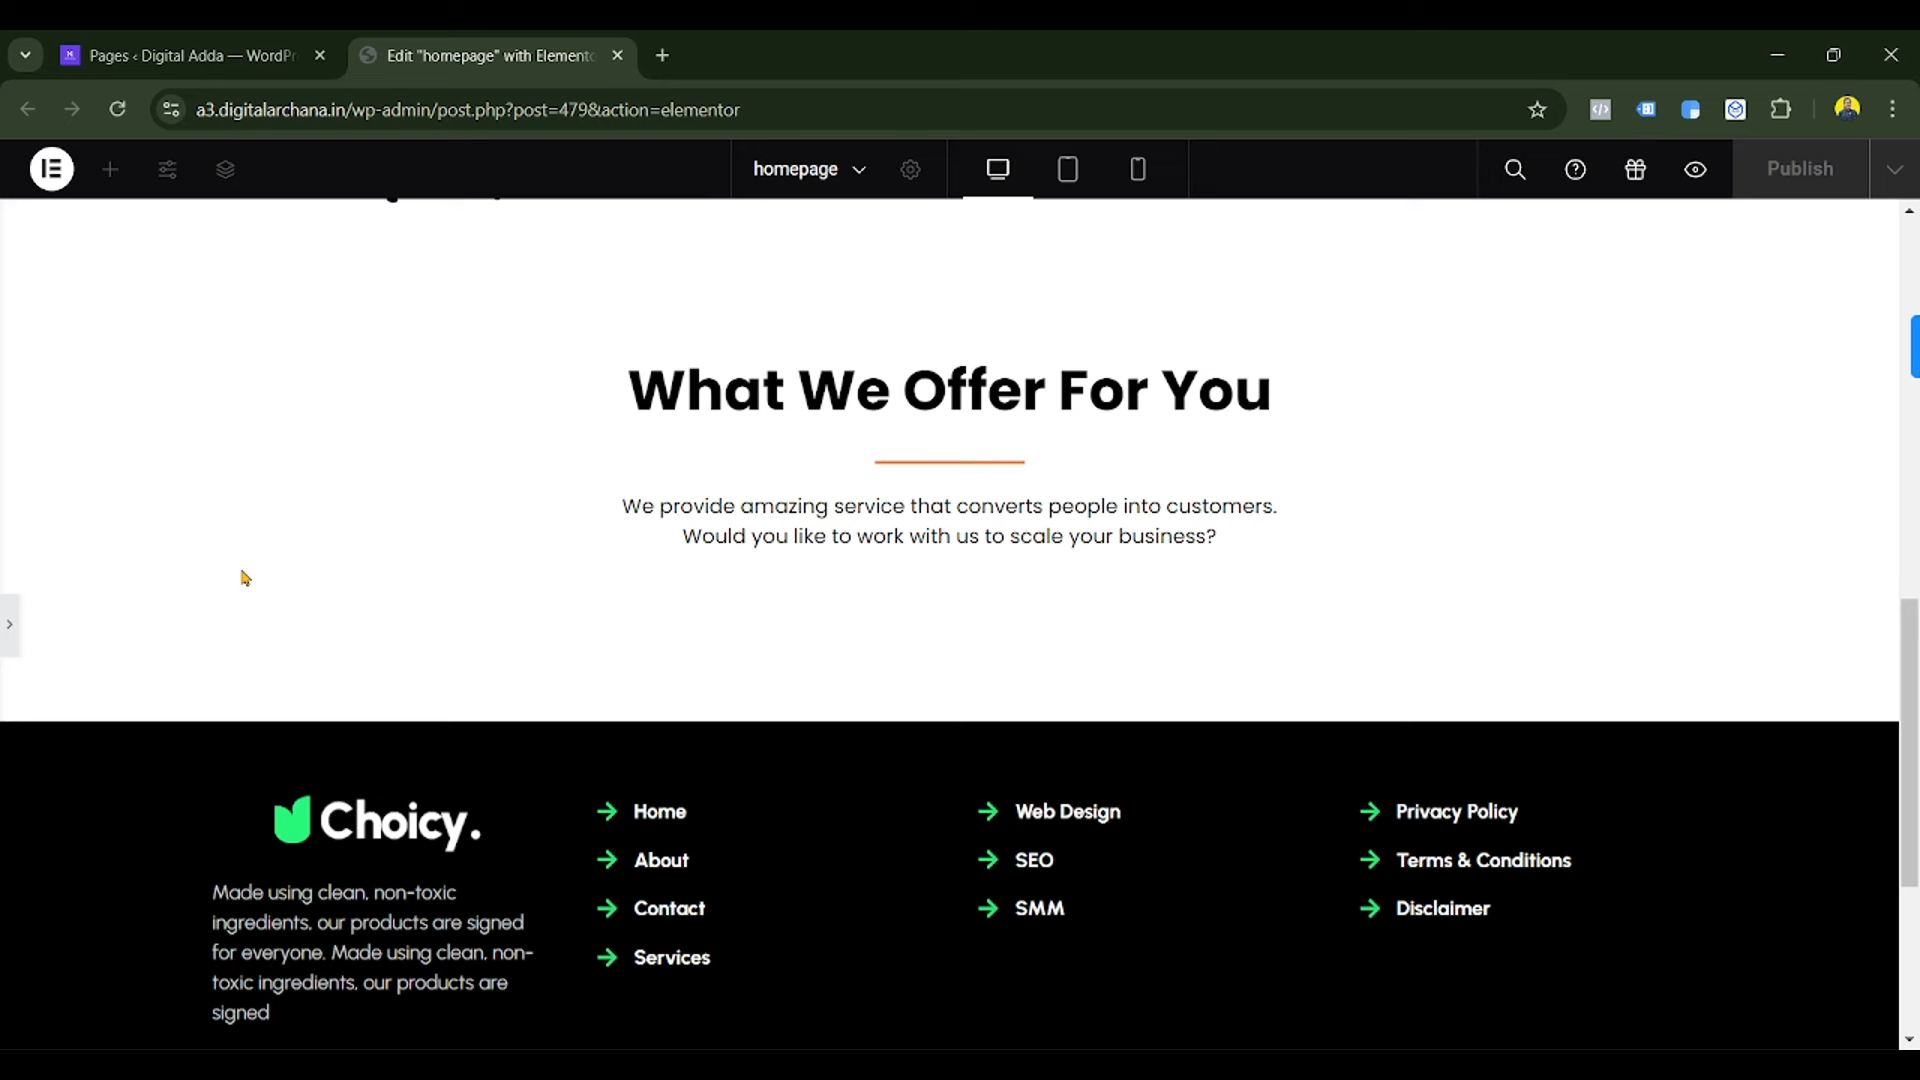 Pages ‹ Digital Adda — WordPr
Edit "homepage" with Elemento
a3.digitalarchana.in/wp-admin/post.php?post=479&action=elementor
homepage
Publish
What We Offer For You
We provide amazing service that converts people into customers.
Would you like to work with us to scale your business?
Choicy.
Made using clean, non-toxic
ingredients, our products are signed
for everyone. Made using clean, non-
toxic ingredients, our products are
signed
Home
About
Contact
Services
Web Design
SEO
SMM
Privacy Policy
Terms & Conditions
Disclaimer